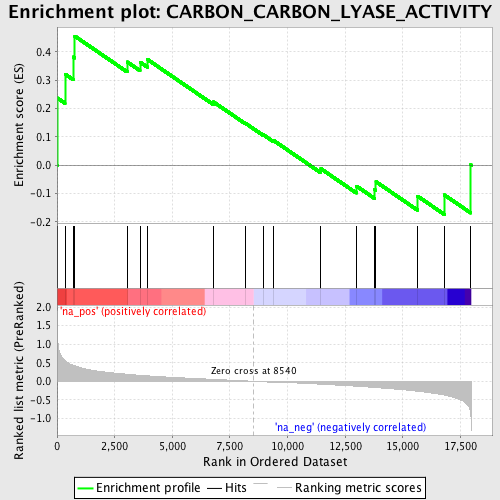 Enrichment plot: CARBON_CARBON_LYASE_ACTIVITY
Enrichment score (ES)
0.4
0.3
0.2
0.1
0.0
-0.1
-0.2
'na_pos' (positively correlated)
Ranked list metric (PreRanked)
2.0
1.5
1.0
0.5
0.0
-0.5
-1.0
Zero cross at 8540
'na_neg' (negatively correlated)
0
2,500
5,000
7,500
10,000
12,500
15,000
17,500
Rank in Ordered Dataset
Enrichment profile
Hits
Ranking metric scores